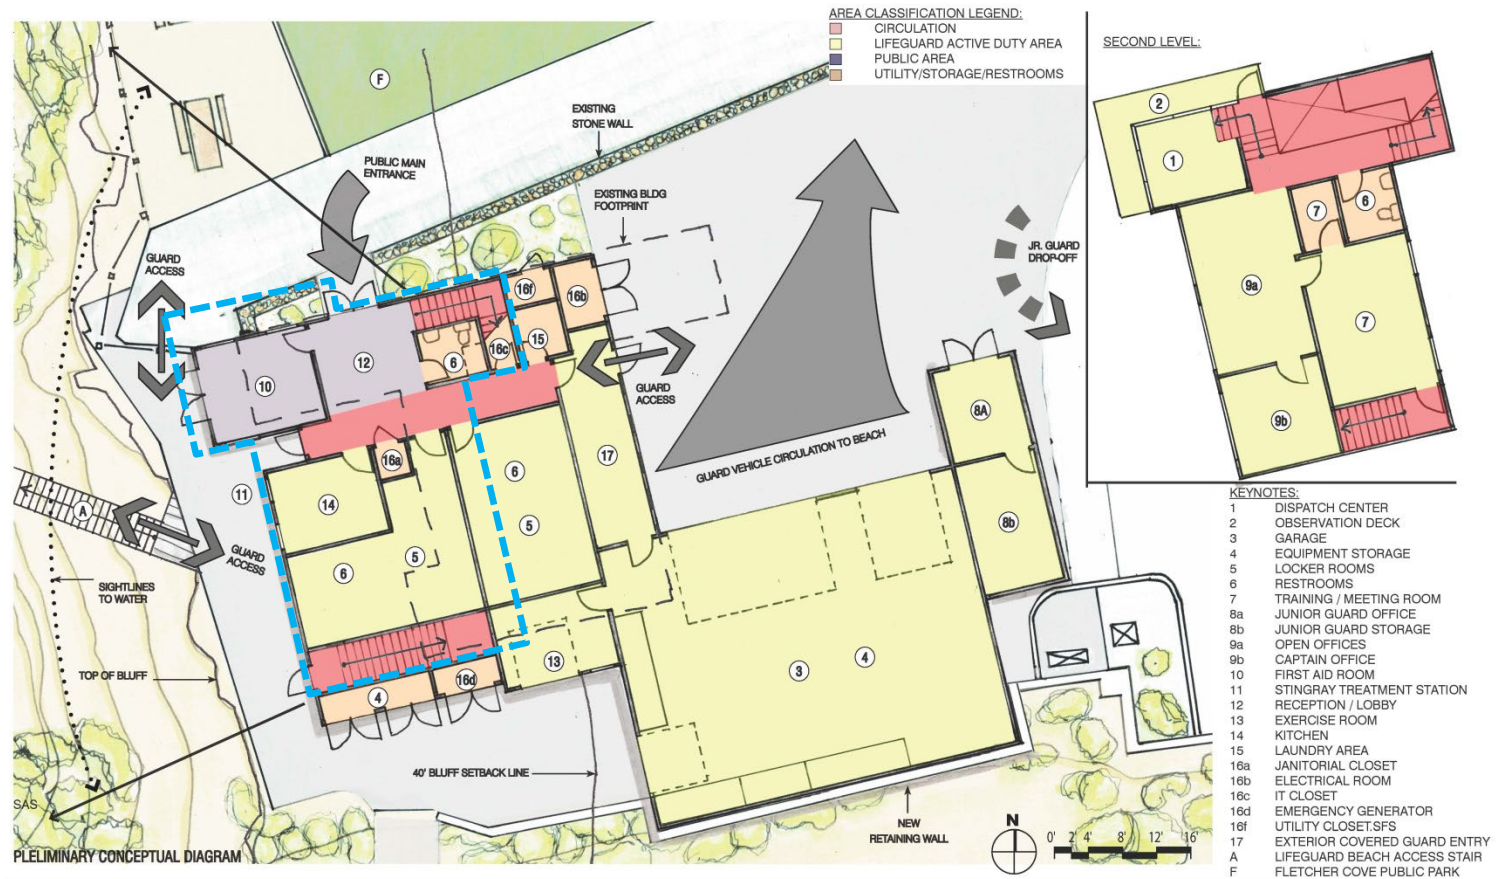 AREA CLASSIFICATION LEGEND:
CIRCULATION
LIFEGUARD ACTIVE DUTY AREA
PUBLIC AREA
UTILITY/STORAGE/RESTROOMS
SECOND LEVEL:
2
1
7
6
9a
7
9b
F
EXISTING
STONE WALL
PUBLIC MAIN
ENTRANCE
EXISTING BLDG
FOOTPRINT
GUARD
ACCESS
JR. GUARD
DROP-OFF
16f
16b
15
16c
6
12
10
GUARD
ACCESS
8A
GUARD VEHICLE CIRCULATION TO BEACH
16a
6
17
11
14
5
8b
A
GUARD
ACCESS
6
5
SIGHTLINES
TO WATER
TOP OF BLUFF
13
16d
4
3
4
40' BLUFF SETBACK LINE
SAS
NEW
RETAINING WALL
N
0' 2' 4' 8' 12' 16'
PLELIMINARY CONCEPTUAL DIAGRAM
KEYNOTES:
1 DISPATCH CENTER
2 OBSERVATION DECK
3 GARAGE
4 EQUIPMENT STORAGE
5 LOCKER ROOMS
6 RESTROOMS
7 TRAINING / MEETING ROOM
8a JUNIOR GUARD OFFICE
8b JUNIOR GUARD STORAGE
9a OPEN OFFICES
9b CAPTAIN OFFICE
10 FIRST AID ROOM
11 STINGRAY TREATMENT STATION
12 RECEPTION / LOBBY
13 EXERCISE ROOM
14 KITCHEN
15 LAUNDRY AREA
16a JANITORIAL CLOSET
16b ELECTRICAL ROOM
16c IT CLOSET
16d EMERGENCY GENERATOR
16f UTILITY CLOSET.SFS
17 EXTERIOR COVERED GUARD ENTRY
A LIFEGUARD BEACH ACCESS STAIR
F FLETCHER COVE PUBLIC PARK